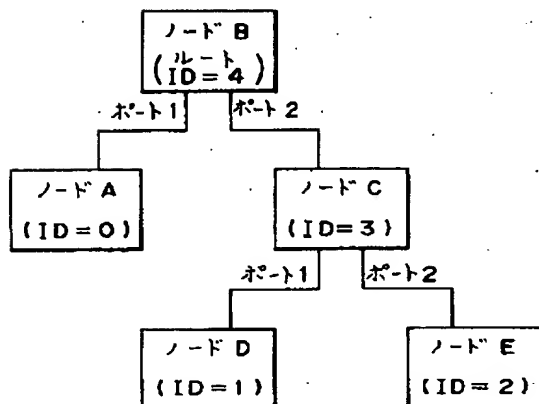 ノード B
(ルート
ID=4)
ポート1
ポート2
ノード A
(ID=0)
ノード C
(ID=3)
ポート1
ポート2
ノード D
(ID=1)
ノード E
(ID=2)